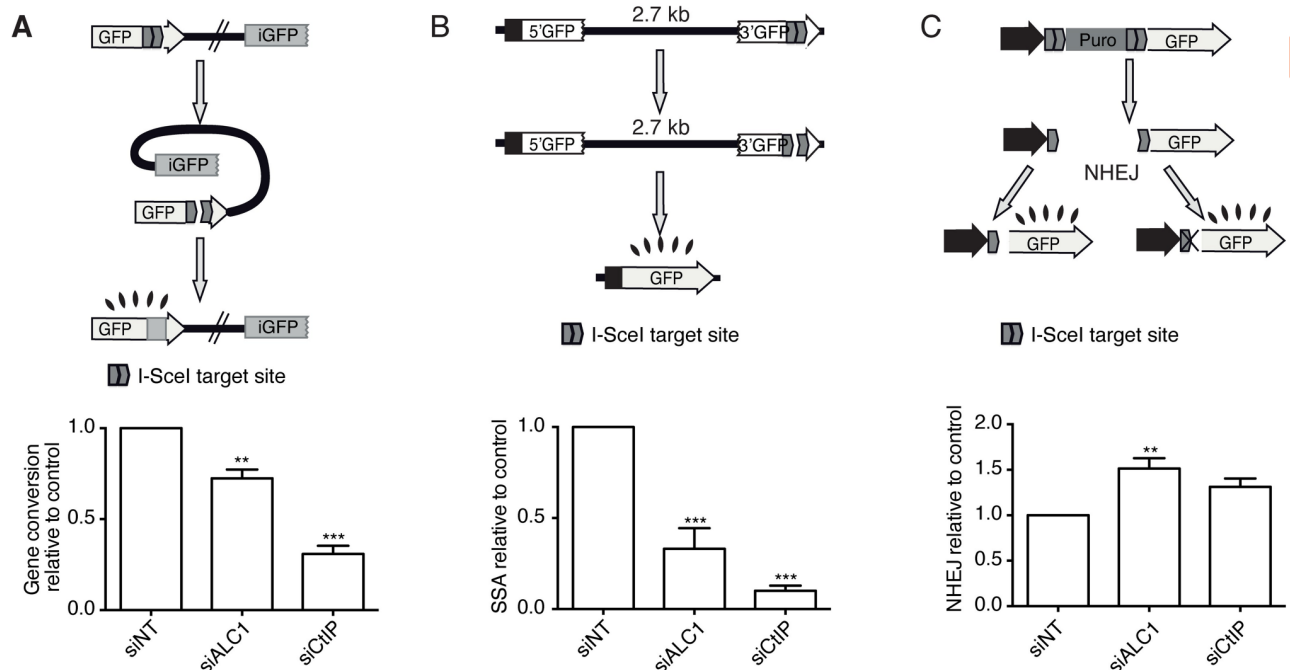 A
GFP
iGFP
iGFP
GFP
GFP
iGFP
I-SceI target site
Gene conversion
relative to control
1.0
0.5
0.0
**
***
siNT
siALC1
siCtIP
B
2.7 kb
5'GFP
3'GFP
2.7 kb
5'GFP
3'GFP
GFP
I-SceI target site
SSA relative to control
1.0
0.5
0.0
***
***
siNT
siALC1
siCtIP
C
Puro
GFP
GFP
NHEJ
GFP
GFP
I-SceI target site
NHEJ relative to control
2.0
1.5
1.0
0.5
0.0
**
siNT
siALC1
siCtIP